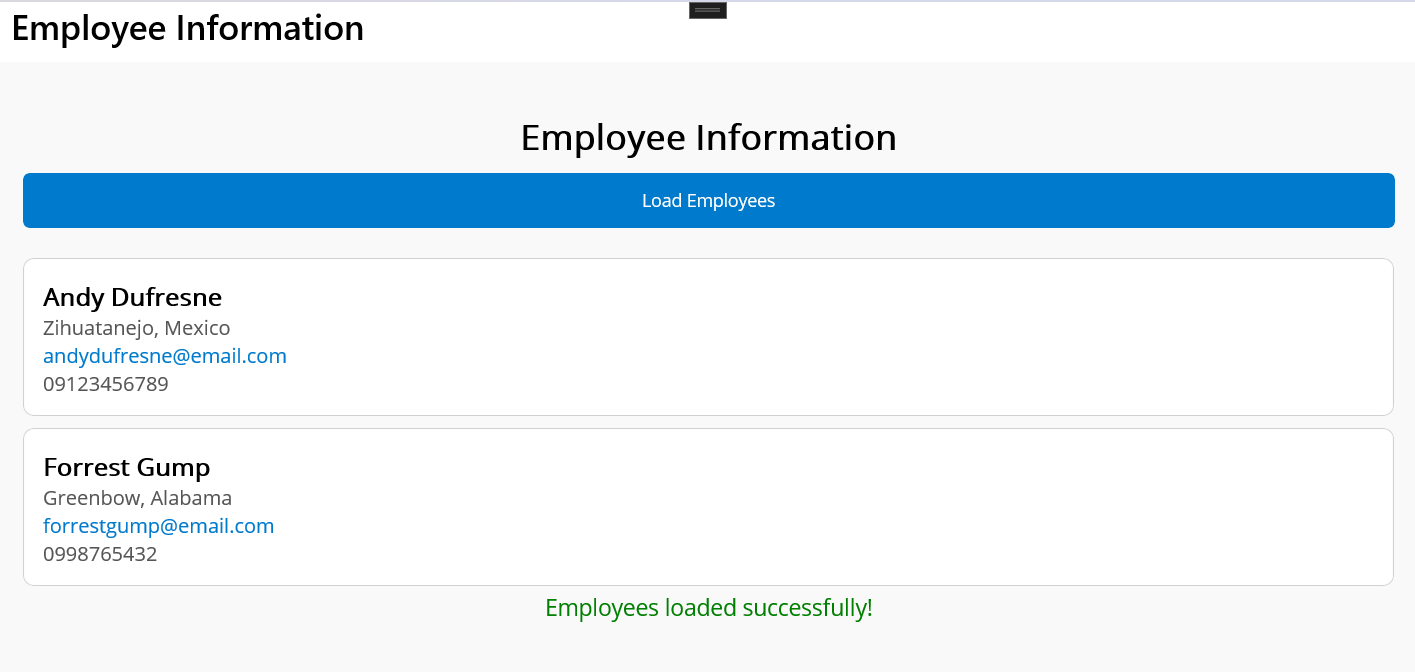 Employee Information
Employee Information
Load Employees
Andy Dufresne
Zihuatanejo, Mexico
andydufresne@email.com
09123456789
Forrest Gump
Greenbow, Alabama
forrestgump@email.com
0998765432
Employees loaded successfully!